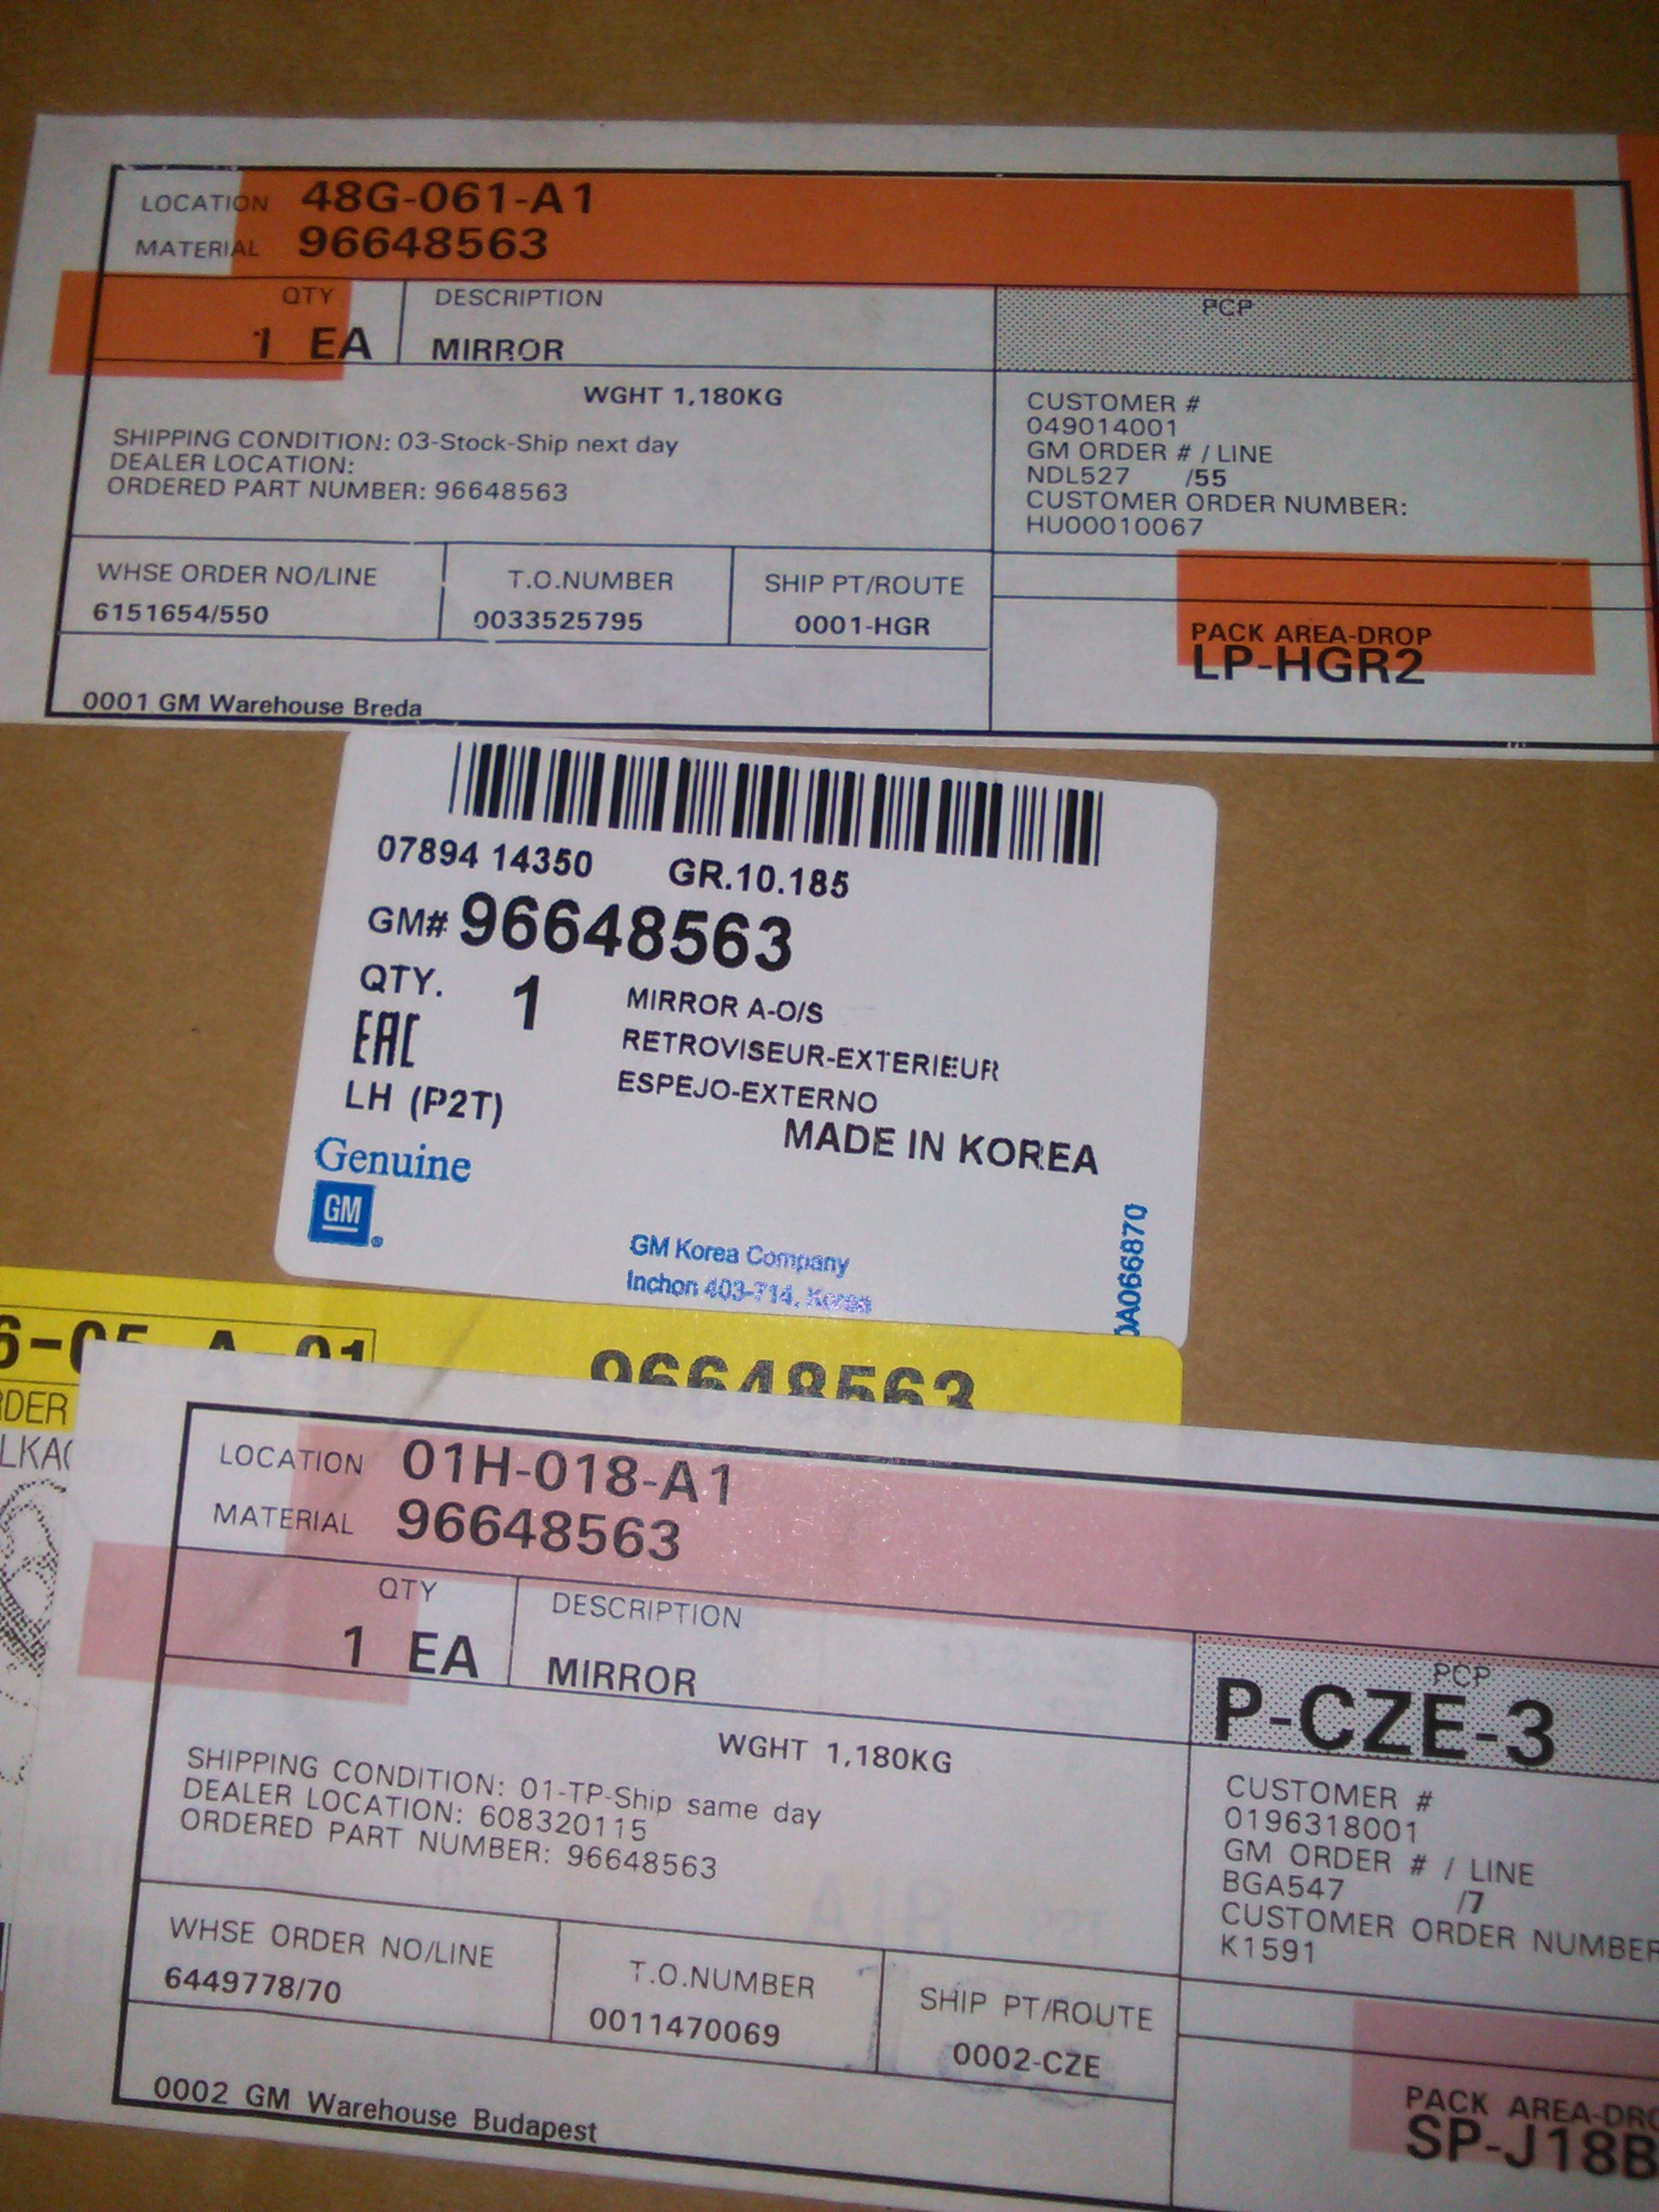 LOCATION 48G-061-A1
MATERIAL 96648563
QTY DESCRIPTION PCP
1 EA MIRROR
WGHT 1,180KG
SHIPPING CONDITION: 03-Stock-Ship next day
DEALER LOCATION:
ORDERED PART NUMBER: 96648563
CUSTOMER #
049014001
GM ORDER # / LINE
NDL527 /55
CUSTOMER ORDER NUMBER:
HU00010067
WHSE ORDER NO/LINE T.O.NUMBER SHIP PT/ROUTE
6151654/550 0033525795 0001-HGR
PACK AREA-DROP
LP-HGR2
0001 GM Warehouse Breda
07894 14350 GR.10.185
GM# 96648563
QTY. 1 MIRROR A-O/S
EAC RETROVISEUR-EXTERIEUR
LH (P2T) ESPEJO-EXTERNO
MADE IN KOREA
Genuine
GM
GM Korea Company
Inchon 403-714, Korea
0A066870
6-05 A 01 96648563
RDER
LKAG
LOCATION 01H-018-A1
MATERIAL 96648563
QTY DESCRIPTION PCP
1 EA MIRROR P-CZE-3
WGHT 1,180KG
SHIPPING CONDITION: 01-TP-Ship same day
DEALER LOCATION: 608320115
ORDERED PART NUMBER: 96648563
CUSTOMER #
0196318001
GM ORDER # / LINE
BGA547 /7
CUSTOMER ORDER NUMBER
K1591
WHSE ORDER NO/LINE T.O.NUMBER SHIP PT/ROUTE
6449778/70 0011470069 0002-CZE
PACK AREA-DRO
SP-J18B
0002 GM Warehouse Budapest